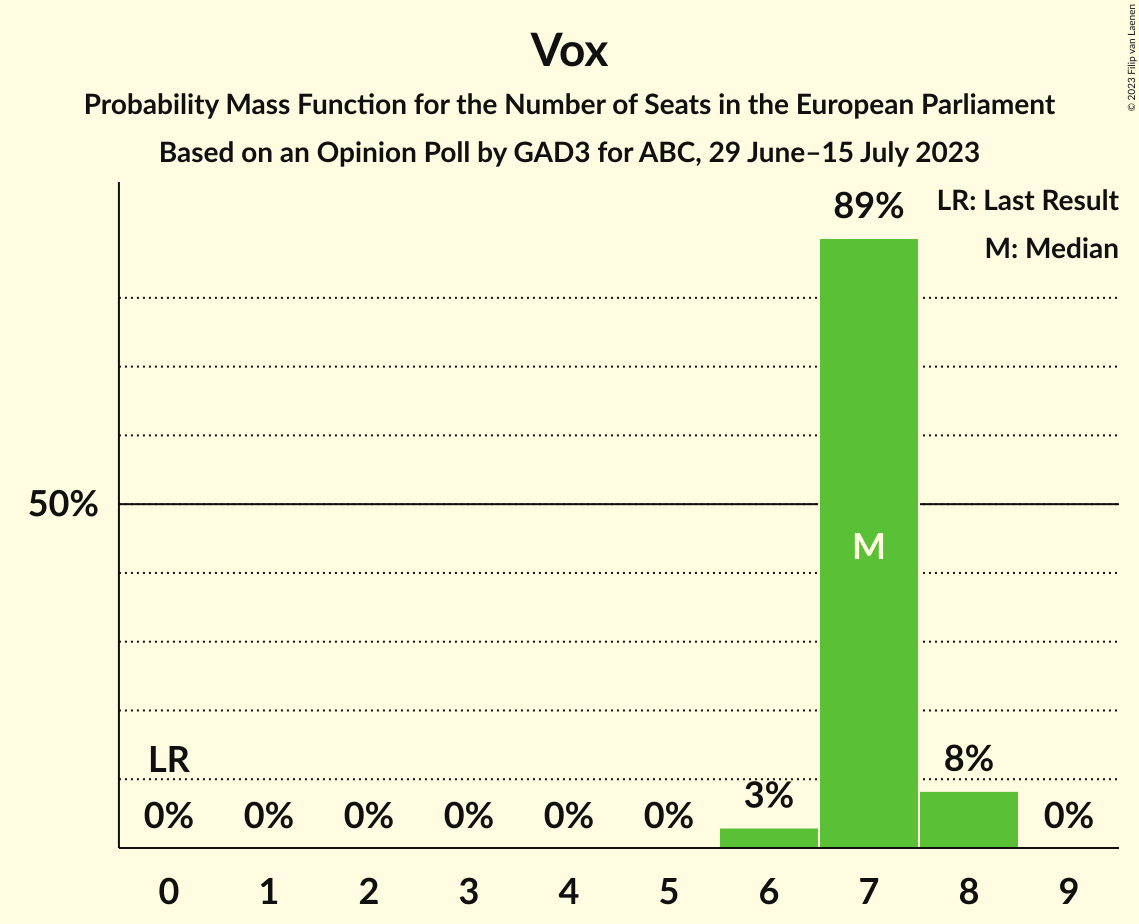 Vox
Probability Mass Function for the Number of Seats in the European Parliament
Based on an Opinion Poll by GAD3 for ABC, 29 June–15 July 2023
© 2023 Filip van Laenen
LR: Last Result
M: Median
89%
50%
M
LR
0% 0% 0% 0% 0% 0% 3% 8% 0%
0 1 2 3 4 5 6 7 8 9